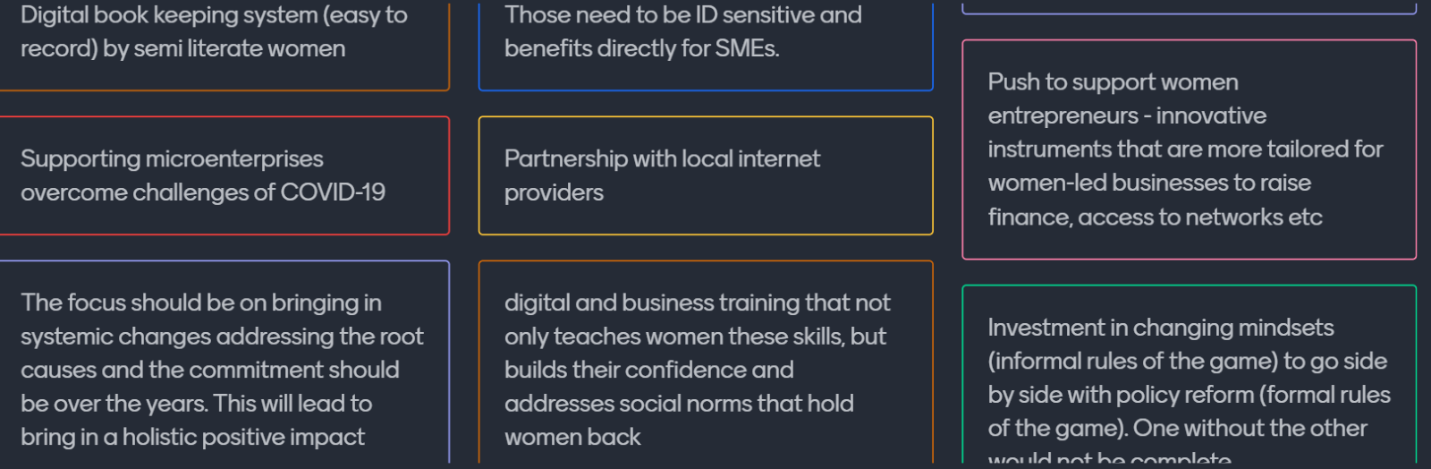 Digital book keeping system (easy to
record) by semi literate women
Supporting microenterprises
overcome challenges of COVID-19
The focus should be on bringing in
systemic changes addressing the root
causes and the commitment should
be over the years. This will lead to
bring in a holistic positive impact
Those need to be ID sensitive and
benefits directly for SMEs.
Partnership with local internet
providers
digital and business training that not
only teaches women these skills, but
builds their confidence and
addresses social norms that hold
women back
Push to support women
entrepreneurs - innovative
instruments that are more tailored for
women-led businesses to raise
finance, access to networks etc
Investment in changing mindsets
(informal rules of the game) to go side
by side with policy reform (formal rules
of the game). One without the other
would not be complete